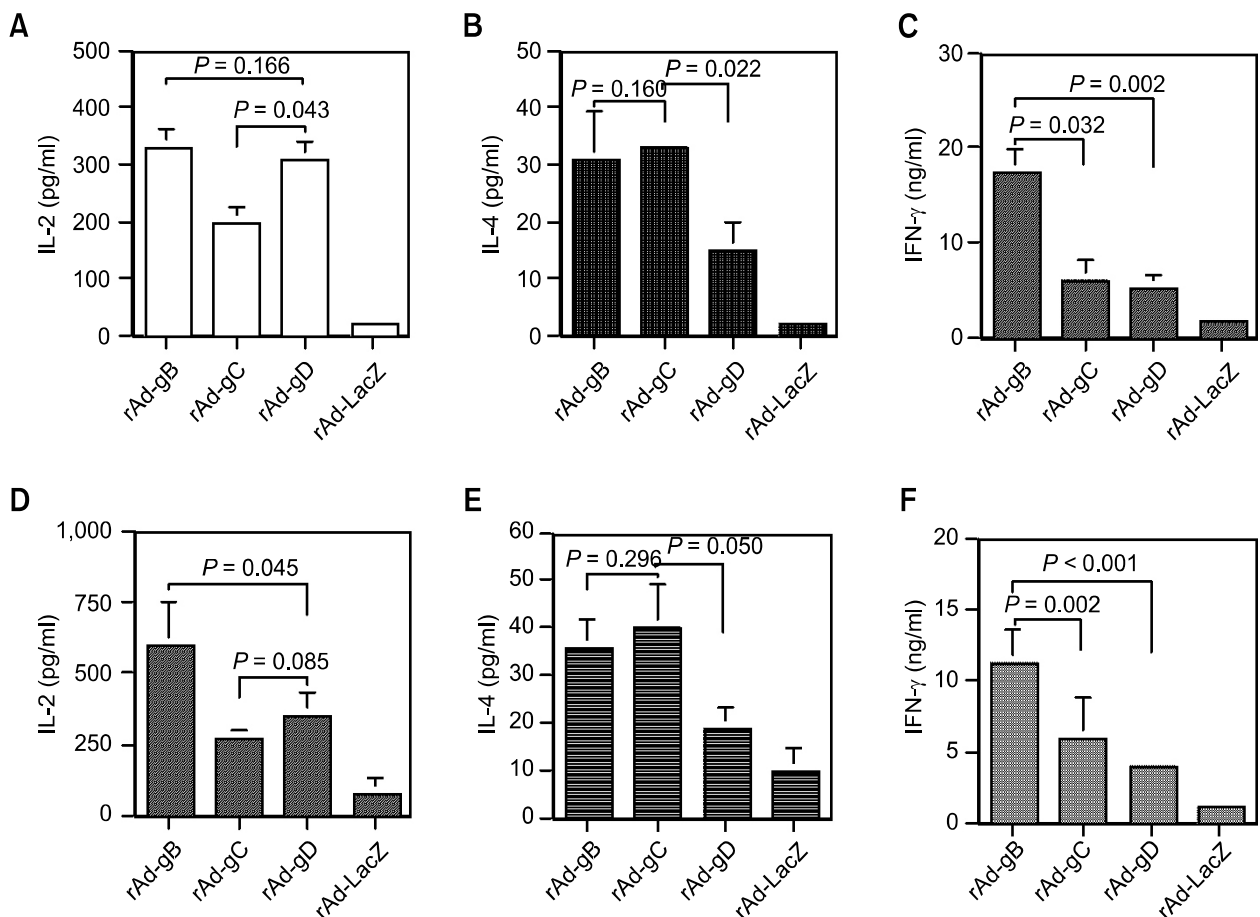 A
IL-2 (pg/ml)
500
400
300
200
100
0
P = 0.166
P = 0.043
rAd-gB
rAd-gC
rAd-gD
rAd-LacZ
B
IL-4 (pg/ml)
50
40
30
20
10
0
P = 0.022
P = 0.160
rAd-gB
rAd-gC
rAd-gD
rAd-LacZ
C
IFN-γ (ng/ml)
30
20
10
0
P = 0.002
P = 0.032
rAd-gB
rAd-gC
rAd-gD
rAd-LacZ
D
IL-2 (pg/ml)
1,000
750
500
250
0
P = 0.045
P = 0.085
rAd-gB
rAd-gC
rAd-gD
rAd-LacZ
E
IL-4 (pg/ml)
60
50
40
30
20
10
0
P = 0.050
P = 0.296
rAd-gB
rAd-gC
rAd-gD
rAd-LacZ
F
IFN-γ (ng/ml)
20
15
10
5
0
P < 0.001
P = 0.002
rAd-gB
rAd-gC
rAd-gD
rAd-LacZ